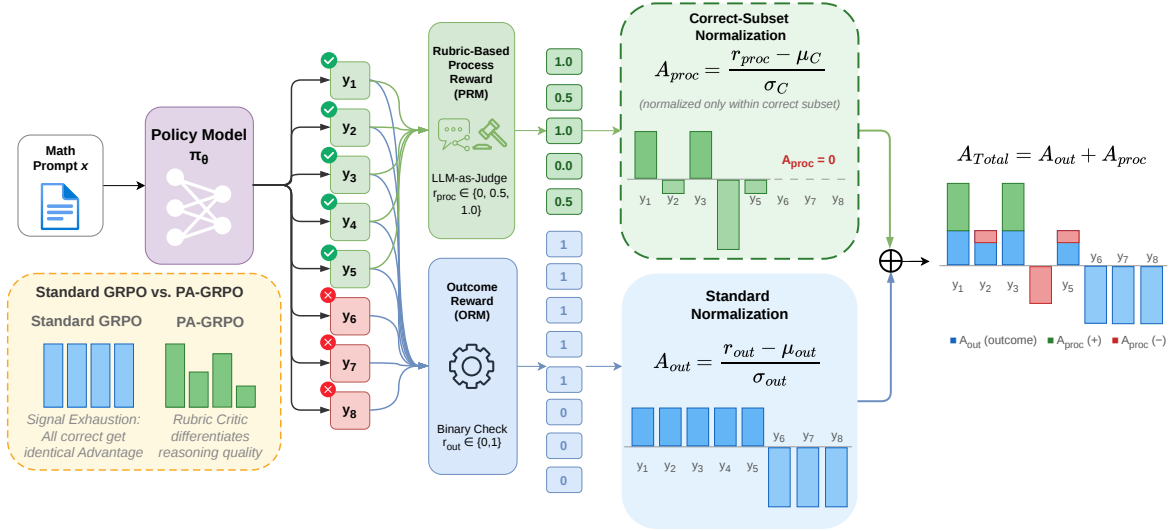 Math
Prompt x
Policy Model
πθ
y1
y2
y3
y4
y5
y6
y7
y8
Rubric-Based
Process
Reward
(PRM)
LLM-as-Judge
rproc ∈ {0, 0.5,
1.0}
Outcome
Reward
(ORM)
Binary Check
rout ∈ {0,1}
1.0
0.5
1.0
0.0
0.5
1
1
1
1
1
0
0
0
Correct-Subset
Normalization
Aproc = (rproc − μC) / σC
(normalized only within correct subset)
Aproc = 0
y1 y2 y3 y5 y6 y7 y8
Standard
Normalization
Aout = (rout − μout) / σout
y6 y7 y8
y1 y2 y3 y4 y5
ATotal = Aout + Aproc
y6 y7 y8
y1 y2 y3 y5
Aout (outcome) Aproc (+) Aproc (−)
Standard GRPO vs. PA-GRPO
Standard GRPO PA-GRPO
Signal Exhaustion:
All correct get
identical Advantage
Rubric Critic
differentiates
reasoning quality